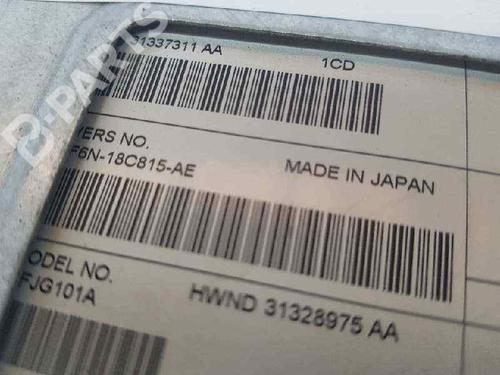 31337311 AA 1CD
B-PARTS
YERS NO.
F6N-18C815-AE MADE IN JAPAN
ODEL NO.
FJG101A HWND 31328975 AA